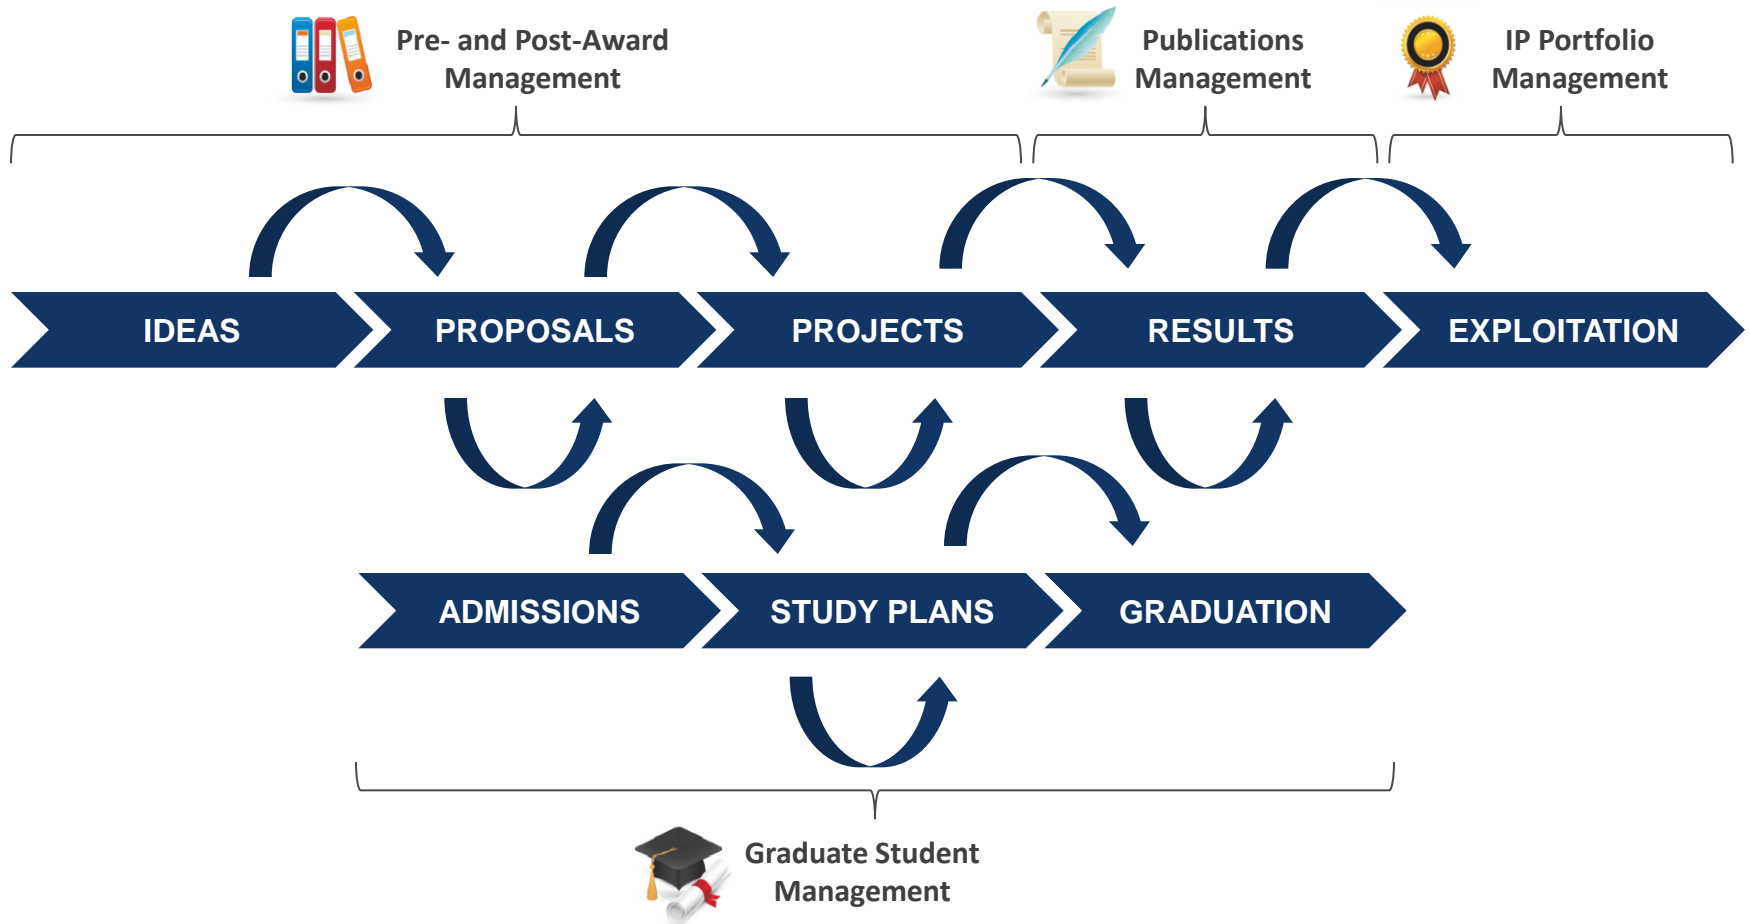 Pre- and Post-Award
Management
Publications
Management
IP Portfolio
Management
IDEAS
PROPOSALS
PROJECTS
RESULTS
EXPLOITATION
ADMISSIONS
STUDY PLANS
GRADUATION
Graduate Student
Management